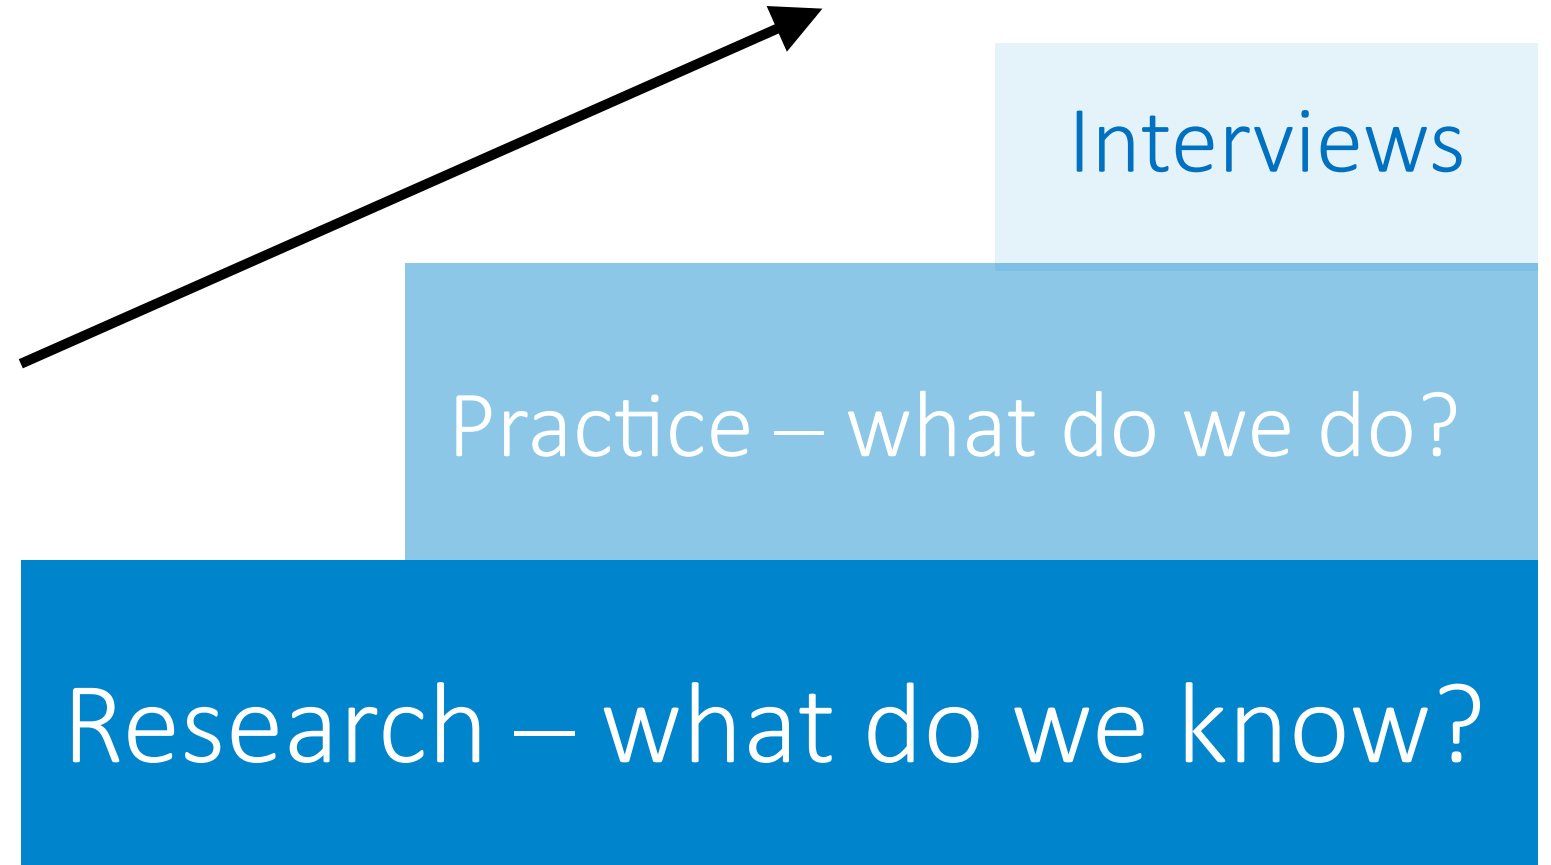 Interviews
Practice – what do we do?
Research – what do we know?